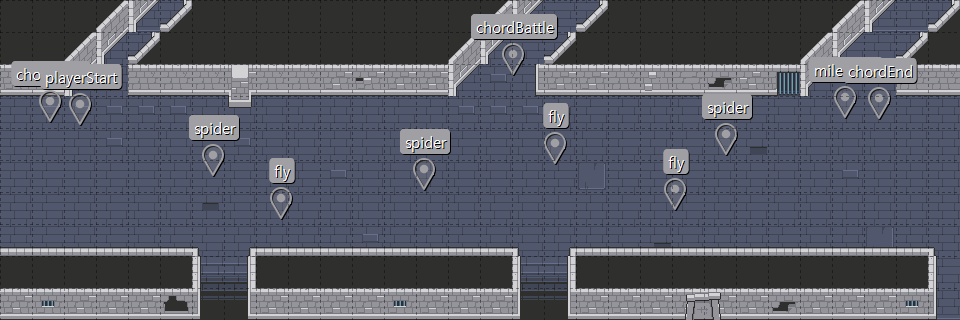 chordBattle
cho
playerStart
mile
chordEnd
spider
fly
spider
fly
spider
fly